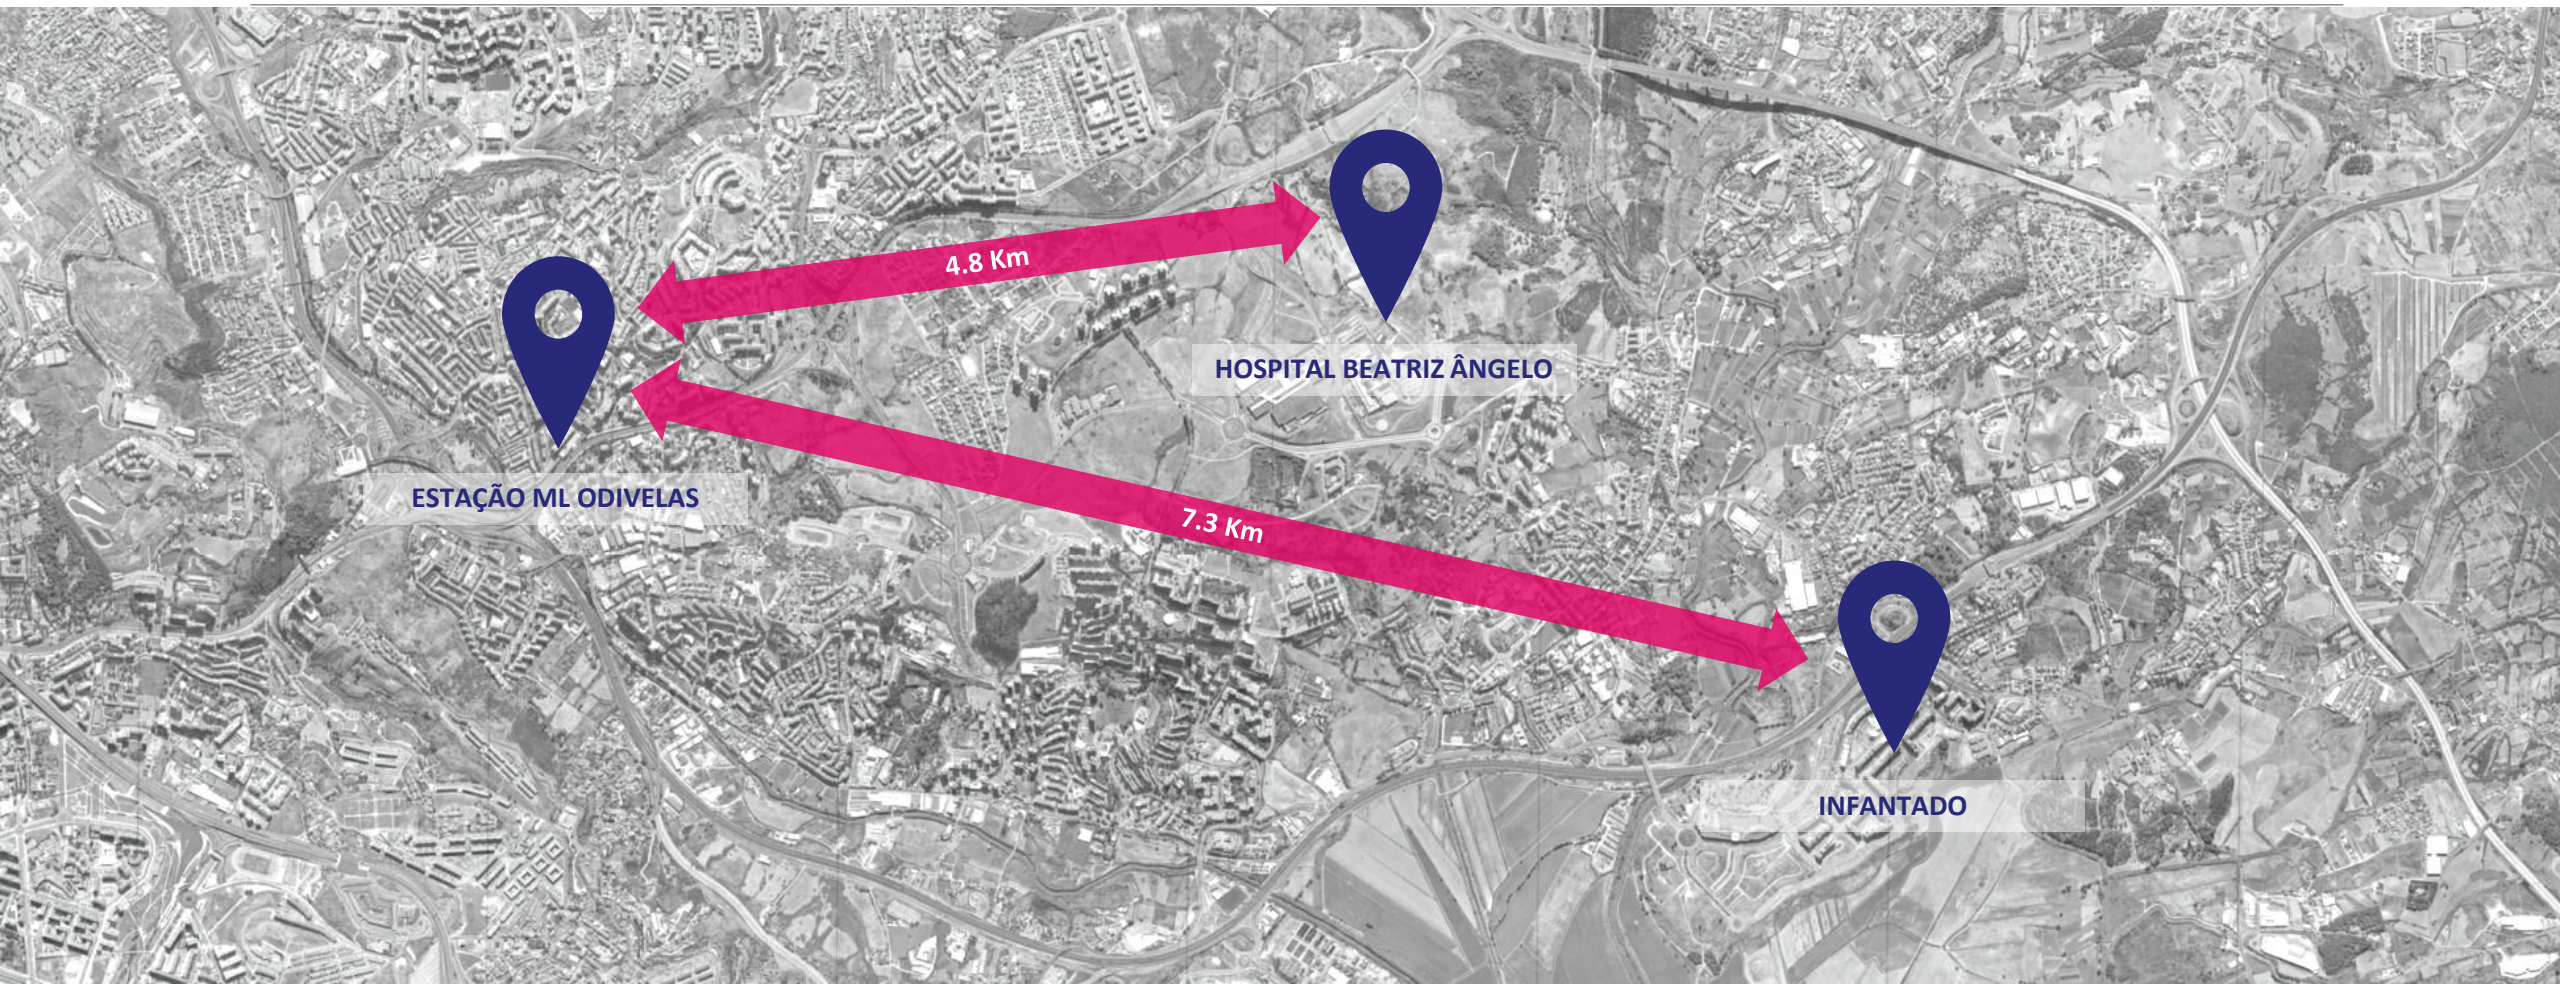 4.8 Km
HOSPITAL BEATRIZ ÂNGELO
ESTAÇÃO ML ODIVELAS
7.3 Km
INFANTADO